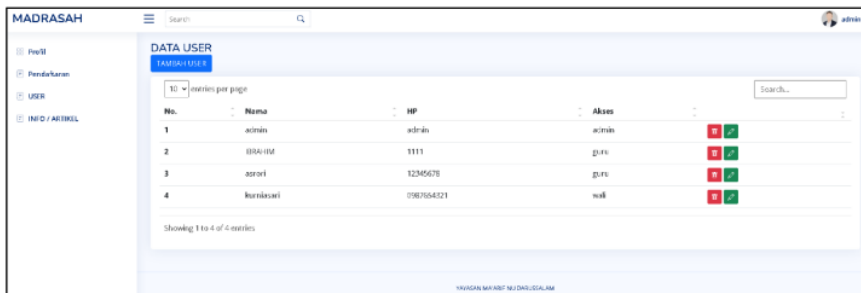 MADRASAH Search admin
Profil
Pendaftaran
USER
INFO / ARTIKEL
DATA USER
TAMBAH USER
10 entries per page Search...
No. Nama HP Akses
1 admin admin admin
2 IBRAHIM 1111 guru
3 asrori 12345678 guru
4 kurniasari 0987654321 wali
Showing 1 to 4 of 4 entries
YAYASAN MA'ARIF NU DARUSSALAM